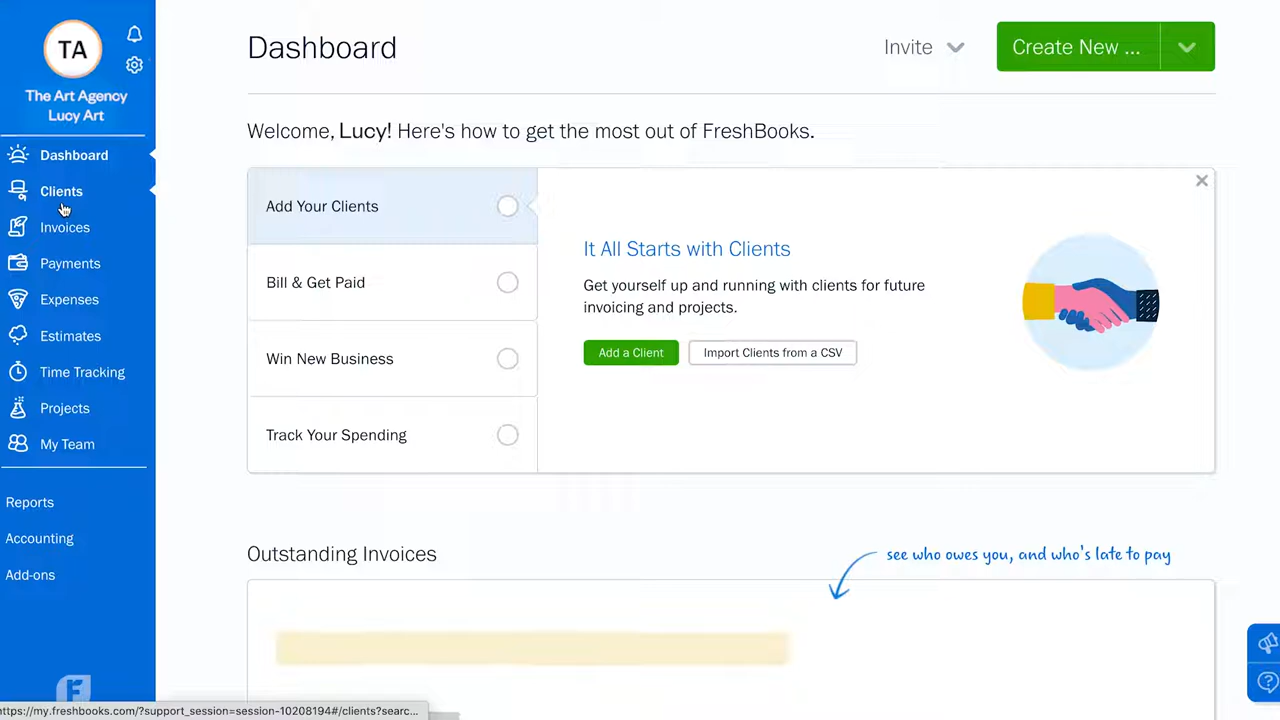 TA
The Art Agency
Lucy Art
Dashboard
Clients
Invoices
Payments
Expenses
Estimates
Time Tracking
Projects
My Team
Reports
Accounting
Add-ons
Dashboard
Invite
Create New ...
Welcome, Lucy! Here's how to get the most out of FreshBooks.
Add Your Clients
Bill & Get Paid
Win New Business
Track Your Spending
It All Starts with Clients
Get yourself up and running with clients for future
invoicing and projects.
Add a Client
Import Clients from a CSV
Outstanding Invoices
see who owes you, and who's late to pay
F
https://my.freshbooks.com/?support_session=session-10208194#/clients?searc...